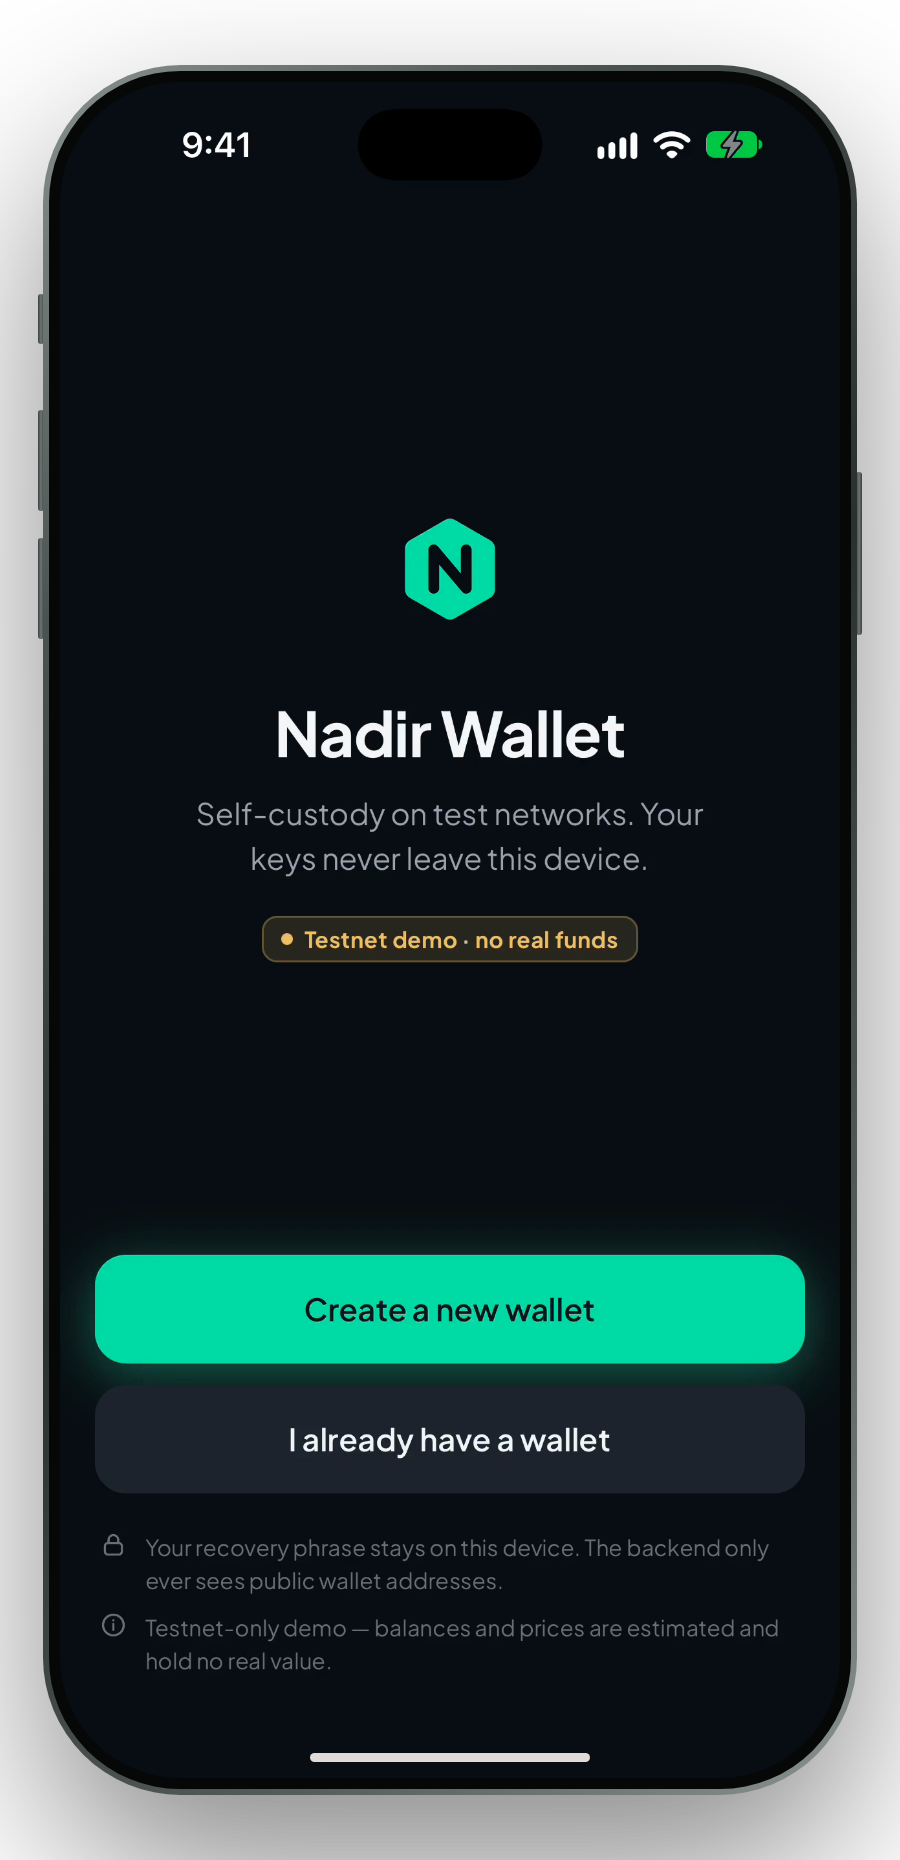 9:41
N
Nadir Wallet
Self-custody on test networks. Your
keys never leave this device.
Testnet demo · no real funds
Create a new wallet
I already have a wallet
Your recovery phrase stays on this device. The backend only
ever sees public wallet addresses.
Testnet-only demo — balances and prices are estimated and
hold no real value.